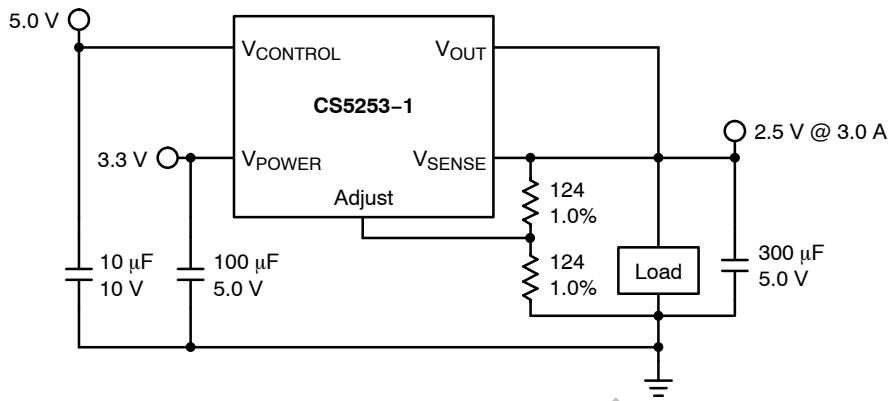 5.0 V
VCONTROL
VOUT
CS5253−1
2.5 V @ 3.0 A
3.3 V
VPOWER
VSENSE
Adjust
124
1.0%
10 μF
10 V
100 μF
5.0 V
124
1.0%
Load
300 μF
5.0 V